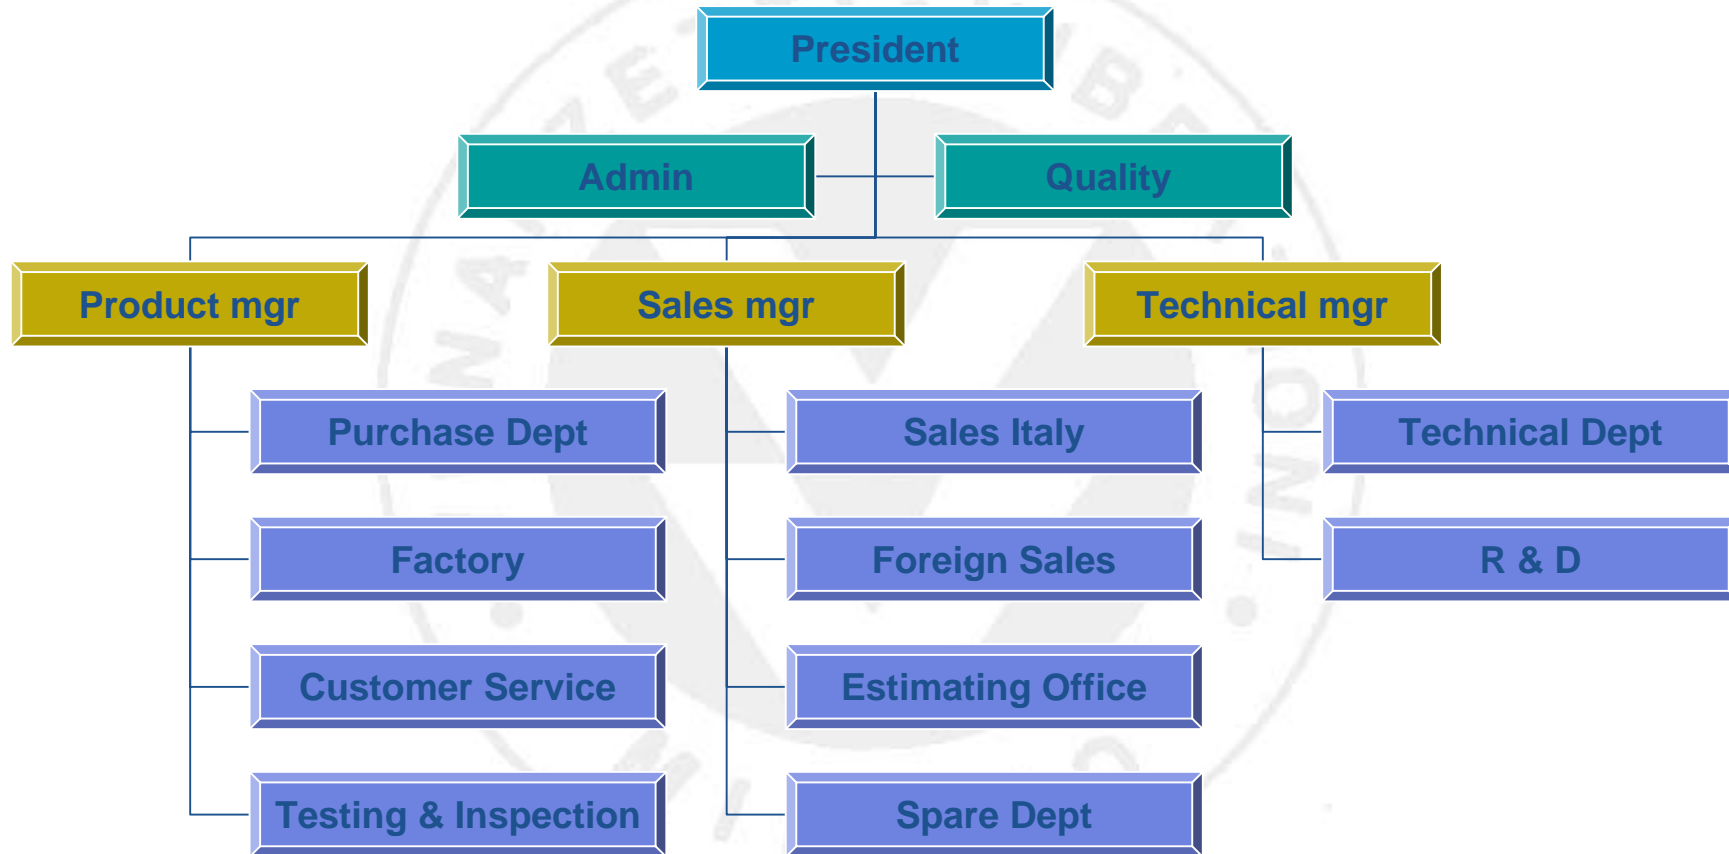 President
Admin
Quality
Product mgr
Sales mgr
Technical mgr
Purchase Dept
Sales Italy
Technical Dept
Factory
Foreign Sales
R & D
Customer Service
Estimating Office
Testing & Inspection
Spare Dept